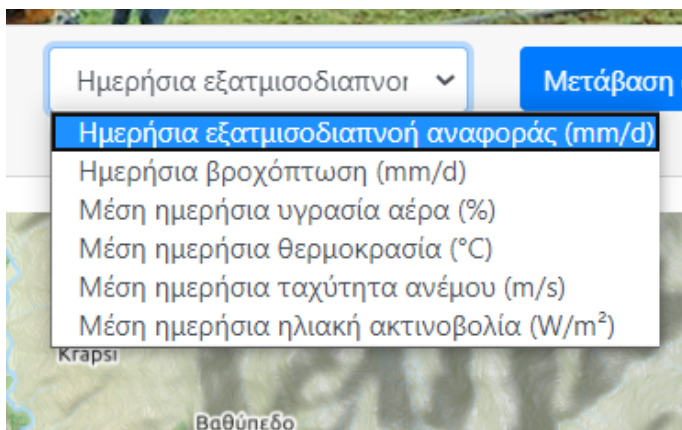 Ημερήσια εξατμισοδιαπνοι
Μετάβαση
Ημερήσια εξατμισοδιαπνοή αναφοράς (mm/d)
Ημερήσια βροχόπτωση (mm/d)
Μέση ημερήσια υγρασία αέρα (%)
Μέση ημερήσια θερμοκρασία (°C)
Μέση ημερήσια ταχύτητα ανέμου (m/s)
Μέση ημερήσια ηλιακή ακτινοβολία (W/m²)
Krapsi
Βαθύπεδο